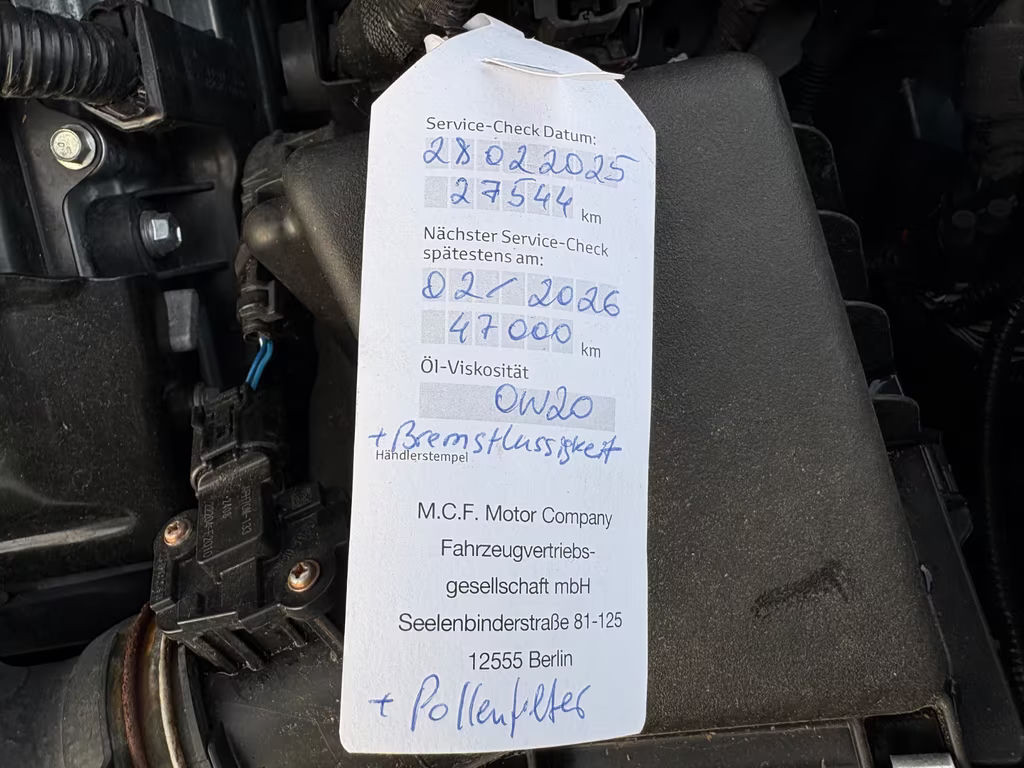 Service-Check Datum:
28022025
27544 km
Nächster Service-Check
spätestens am:
02/2026
47000 km
Öl-Viskosität
0W20
+ Bremsflussigkeit
Händlerstempel
M.C.F. Motor Company
Fahrzeugvertriebs-
gesellschaft mbH
Seelenbinderstraße 81-125
12555 Berlin
+ Pollenfilter